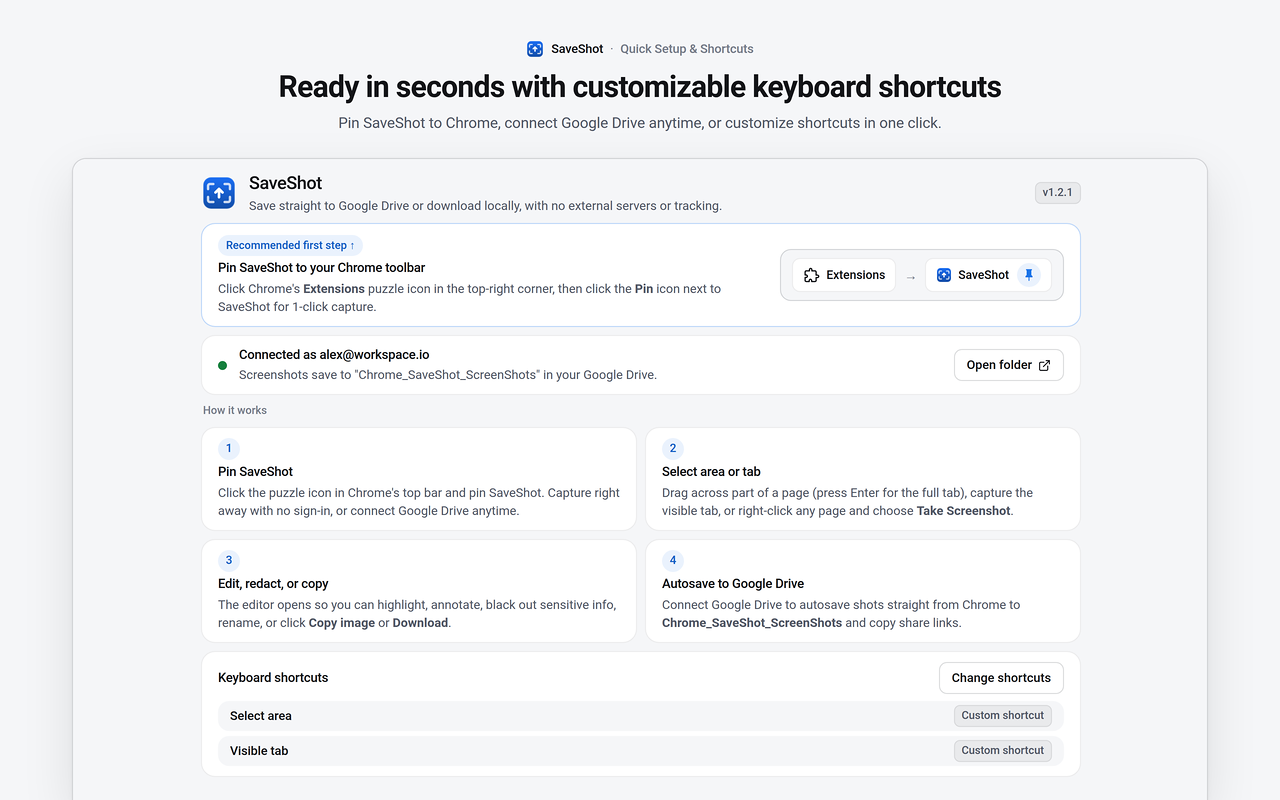 SaveShot · Quick Setup & Shortcuts
Ready in seconds with customizable keyboard shortcuts
Pin SaveShot to Chrome, connect Google Drive anytime, or customize shortcuts in one click.
SaveShot
Save straight to Google Drive or download locally, with no external servers or tracking.
v1.2.1
Recommended first step ↑
Pin SaveShot to your Chrome toolbar
Click Chrome's Extensions puzzle icon in the top-right corner, then click the Pin icon next to
SaveShot for 1-click capture.
Extensions → SaveShot
Connected as alex@workspace.io
Screenshots save to "Chrome_SaveShot_ScreenShots" in your Google Drive.
Open folder
How it works
1
Pin SaveShot
Click the puzzle icon in Chrome's top bar and pin SaveShot. Capture right
away with no sign-in, or connect Google Drive anytime.
2
Select area or tab
Drag across part of a page (press Enter for the full tab), capture the
visible tab, or right-click any page and choose Take Screenshot.
3
Edit, redact, or copy
The editor opens so you can highlight, annotate, black out sensitive info,
rename, or click Copy image or Download.
4
Autosave to Google Drive
Connect Google Drive to autosave shots straight from Chrome to
Chrome_SaveShot_ScreenShots and copy share links.
Keyboard shortcuts
Change shortcuts
Select area
Custom shortcut
Visible tab
Custom shortcut